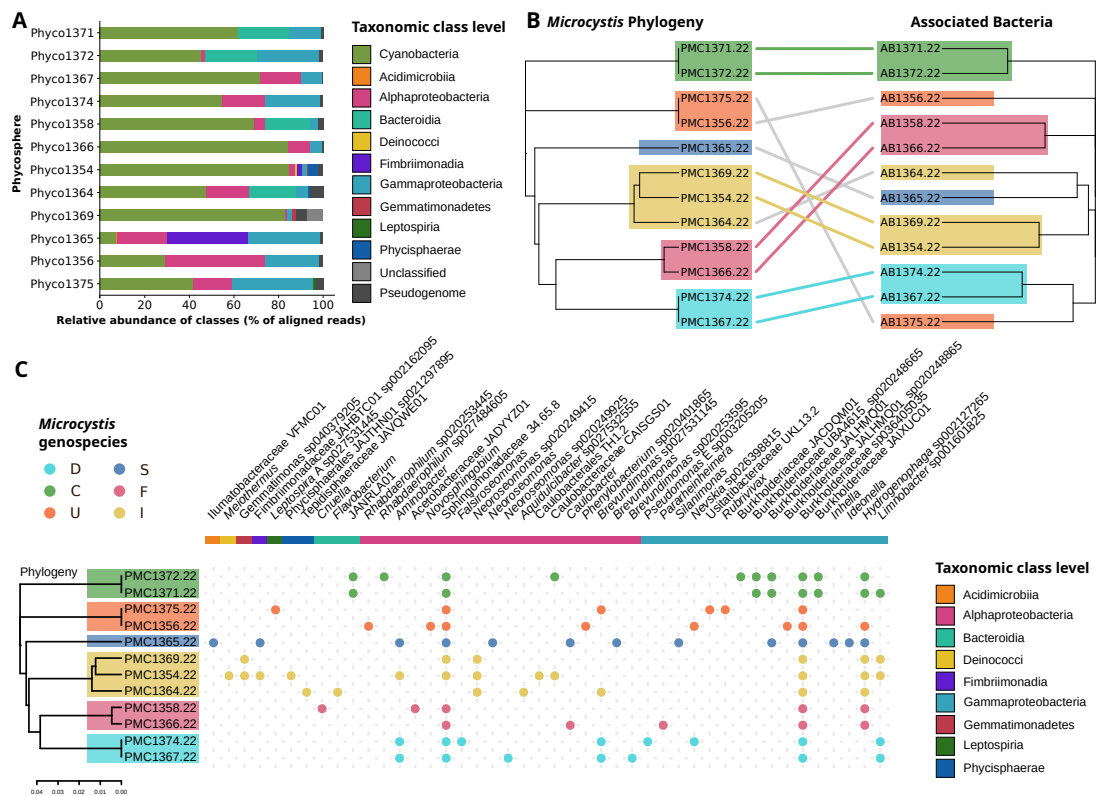 A
Phycosphere
Phyco1371
Phyco1372
Phyco1367
Phyco1374
Phyco1358
Phyco1366
Phyco1354
Phyco1364
Phyco1369
Phyco1365
Phyco1356
Phyco1375
0 20 40 60 80 100
Relative abundance of classes (% of aligned reads)
Taxonomic class level
Cyanobacteria
Acidimicrobiia
Alphaproteobacteria
Bacteroidia
Deinococci
Fimbriimonadia
Gammaproteobacteria
Gemmatimonadetes
Leptospiria
Phycisphaerae
Unclassified
Pseudogenome
B
Microcystis Phylogeny
Associated Bacteria
PMC1371.22
PMC1372.22
PMC1375.22
PMC1356.22
PMC1365.22
PMC1369.22
PMC1354.22
PMC1364.22
PMC1358.22
PMC1366.22
PMC1374.22
PMC1367.22
AB1371.22
AB1372.22
AB1356.22
AB1358.22
AB1366.22
AB1364.22
AB1365.22
AB1369.22
AB1354.22
AB1374.22
AB1367.22
AB1375.22
C
Microcystis
genospecies
D S
C F
U I
Ilumatobacteraceae VFMC01
Meiothermus
Gemmatimonas sp040379205
Fimbriimonadaceae JAHBTC01 sp002162095
Leptospira A sp027531445
Phycisphaerales JAJTHN01 sp021297895
Tepidisphaeraceae JAVQWE01
Cnuella
Flavobacterium
JAIRLA01
Rhabdaerophilum sp020253445
Rhabdaerophilum sp027484605
Aminobacter
Acetobacteraceae JADYYZ01
Novosphingobium
Sphingomonadaceae 34.65.8
Falsiroseomonas
Neoroseomonas sp020249415
Neoroseomonas sp020249925
Aquidulcibacter sp027532555
Caulobacterales TH1.2
Caulobacteraceae CAISGS01
Caulobacter
Phenylobacterium sp020401865
Brevundimonas sp027531145
Brevundimonas
Pseudomonas E
Silanimonas
Nevskia sp026398815
UKL13.2
Rubrivivax
Burkholderiaceae JACDQM01
Burkholderiaceae UBA4615
Burkholderiaceae JALHMQ01 sp020248665
Burkholderiaceae JALHMQ01 sp020248865
sp036405035
Burkholderiaceae JAIXUC01
Inhella
Ideonella
Hydrogenophaga sp002127265
Limnobacter sp001601825
Phylogeny
PMC1372.22
PMC1371.22
PMC1375.22
PMC1356.22
PMC1365.22
PMC1369.22
PMC1354.22
PMC1364.22
PMC1358.22
PMC1366.22
PMC1374.22
PMC1367.22
0.04 0.03 0.02 0.01 0.00
Taxonomic class level
Acidimicrobiia
Alphaproteobacteria
Bacteroidia
Deinococci
Fimbriimonadia
Gammaproteobacteria
Gemmatimonadetes
Leptospiria
Phycisphaerae